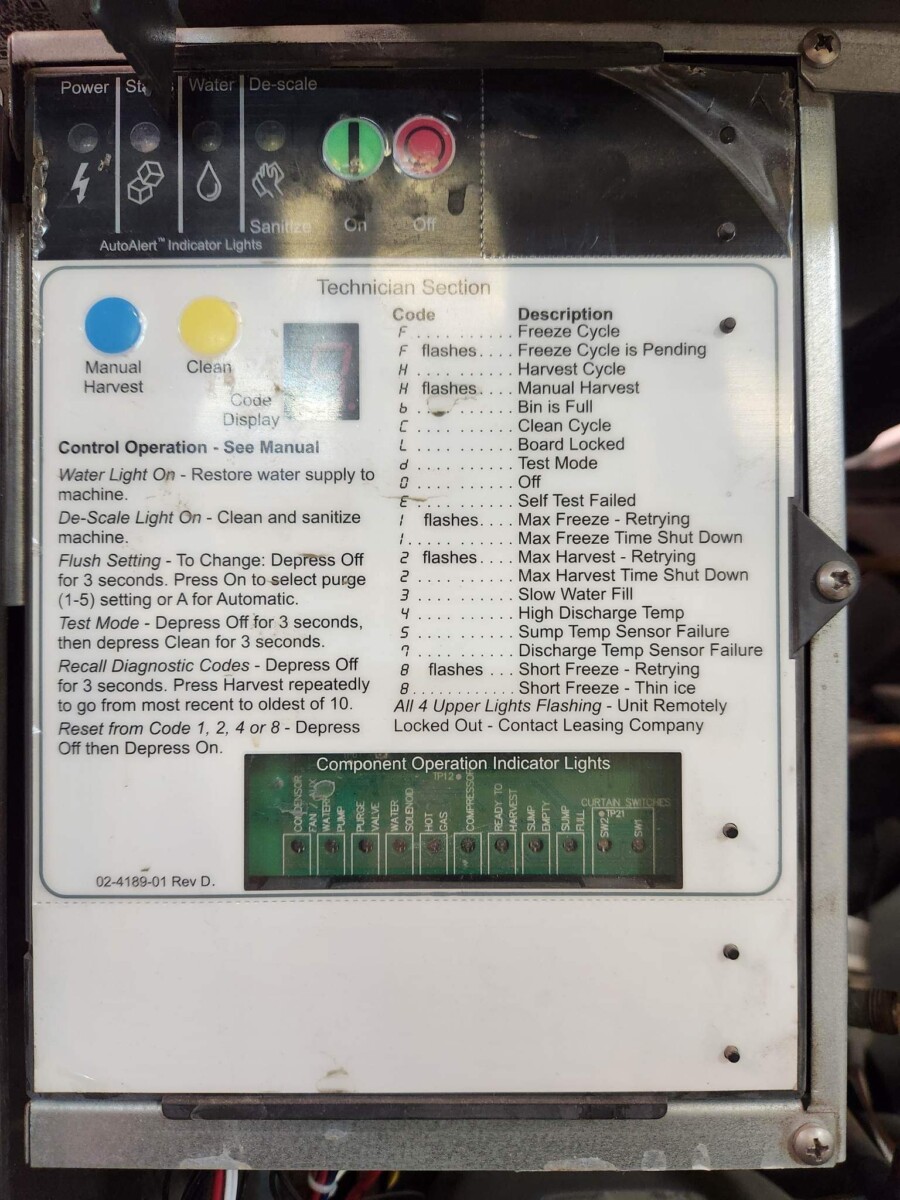 Power
Water
De-scale
Sanitize
On
Off
AutoAlert™ Indicator Lights
Technician Section
Manual
Harvest
Clean
Code
Display
Code Description
F . . . . . . . . . . Freeze Cycle
F flashes . . . . Freeze Cycle is Pending
H . . . . . . . . . . Harvest Cycle
H flashes . . . . Manual Harvest
b . . . . . . . . . . Bin is Full
C . . . . . . . . . . Clean Cycle
L . . . . . . . . . . Board Locked
d . . . . . . . . . . Test Mode
0 . . . . . . . . . . Off
E . . . . . . . . . . Self Test Failed
1 flashes . . . . Max Freeze - Retrying
1 . . . . . . . . . . Max Freeze Time Shut Down
2 flashes . . . . Max Harvest - Retrying
2 . . . . . . . . . . Max Harvest Time Shut Down
3 . . . . . . . . . . Slow Water Fill
4 . . . . . . . . . . High Discharge Temp
5 . . . . . . . . . . Sump Temp Sensor Failure
7 . . . . . . . . . . Discharge Temp Sensor Failure
8 flashes . . . Short Freeze - Retrying
8 . . . . . . . . . . Short Freeze - Thin ice
All 4 Upper Lights Flashing - Unit Remotely
Locked Out - Contact Leasing Company
Control Operation - See Manual
Water Light On - Restore water supply to
machine.
De-Scale Light On - Clean and sanitize
machine.
Flush Setting - To Change: Depress Off
for 3 seconds. Press On to select purge
(1-5) setting or A for Automatic.
Test Mode - Depress Off for 3 seconds,
then depress Clean for 3 seconds.
Recall Diagnostic Codes - Depress Off
for 3 seconds. Press Harvest repeatedly
to go from most recent to oldest of 10.
Reset from Code 1, 2, 4 or 8 - Depress
Off then Depress On.
Component Operation Indicator Lights
TP12
CONDENSOR
FAN / AUX
WATER
PUMP
PURGE
VALVE
WATER
SOLENOID
HOT
GAS
COMPRESSOR
READY TO
HARVEST
SUMP
EMPTY
SUMP
FULL
CURTAIN SWITCHES
TP21
SW2
SW1
02-4189-01 Rev D.